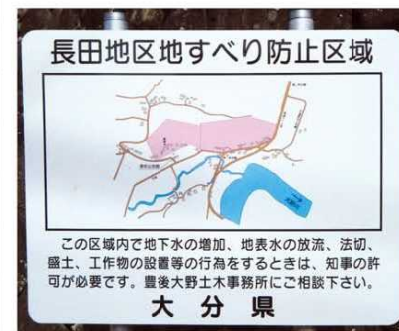 長田地区地すべり防止区域
この区域内で地下水の増加、地表水の放流、法切、
盛土、工作物の設置等の行為をするときは、知事の許
可が必要です。豊後大野土木事務所にご相談下さい。
大分県